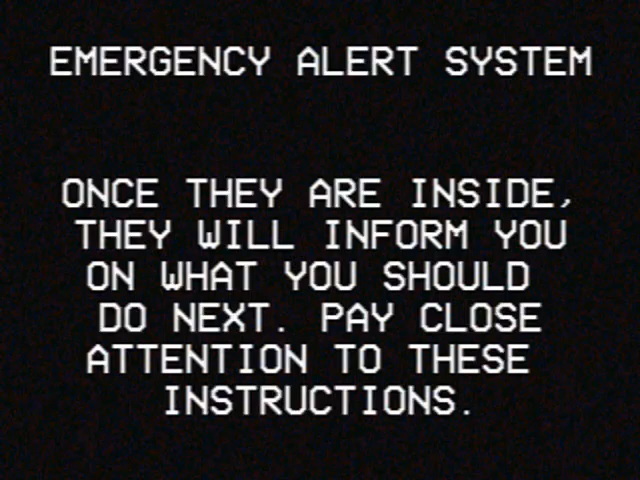 EMERGENCY ALERT SYSTEM
ONCE THEY ARE INSIDE,
THEY WILL INFORM YOU
ON WHAT YOU SHOULD
DO NEXT. PAY CLOSE
ATTENTION TO THESE
INSTRUCTIONS.